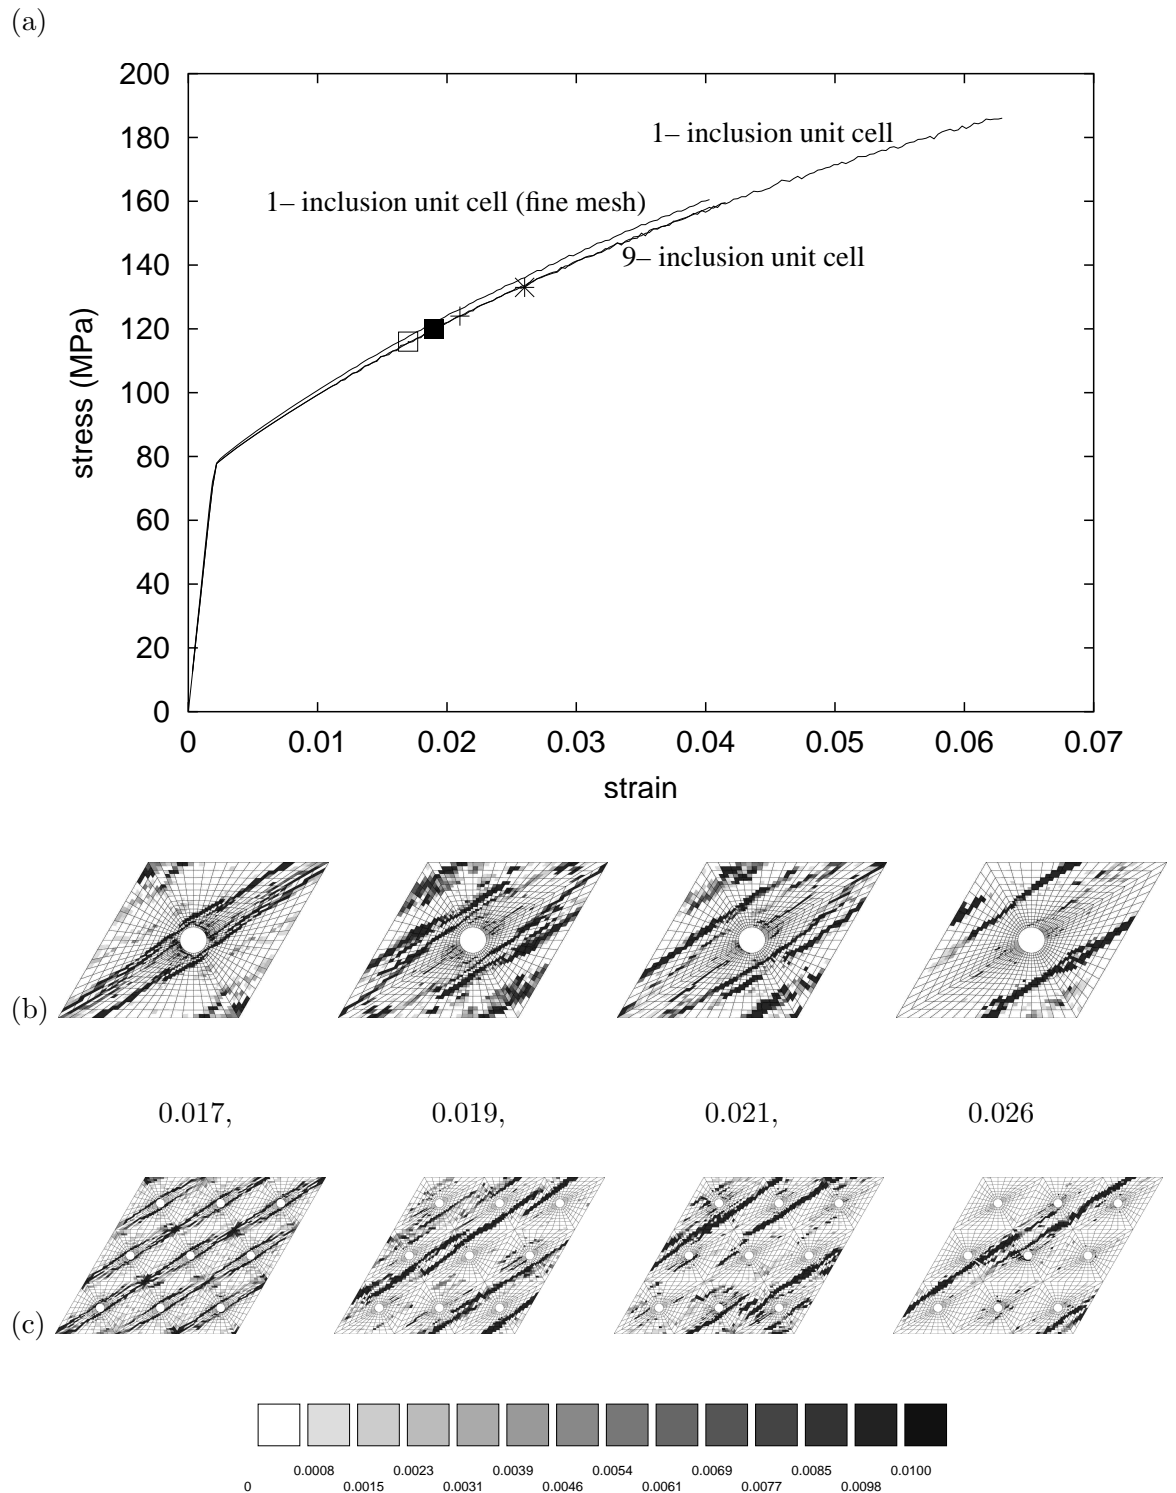 (a)
200
180
160
140
120
100
80
60
40
20
0
stress (MPa)
1– inclusion unit cell
1– inclusion unit cell (fine mesh)
9– inclusion unit cell
0 0.01 0.02 0.03 0.04 0.05 0.06 0.07
strain
(b)
0.017, 0.019, 0.021, 0.026
(c)
0.0008 0.0023 0.0039 0.0054 0.0069 0.0085 0.0100
0 0.0015 0.0031 0.0046 0.0061 0.0077 0.0098